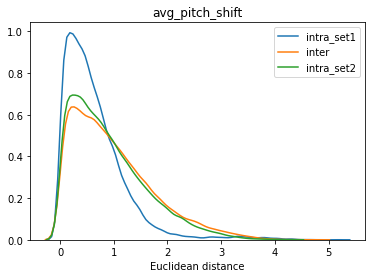 avg_pitch_shift
intra_set1
inter
intra_set2
1.0
0.8
0.6
0.4
0.2
0.0
0 1 2 3 4 5
Euclidean distance